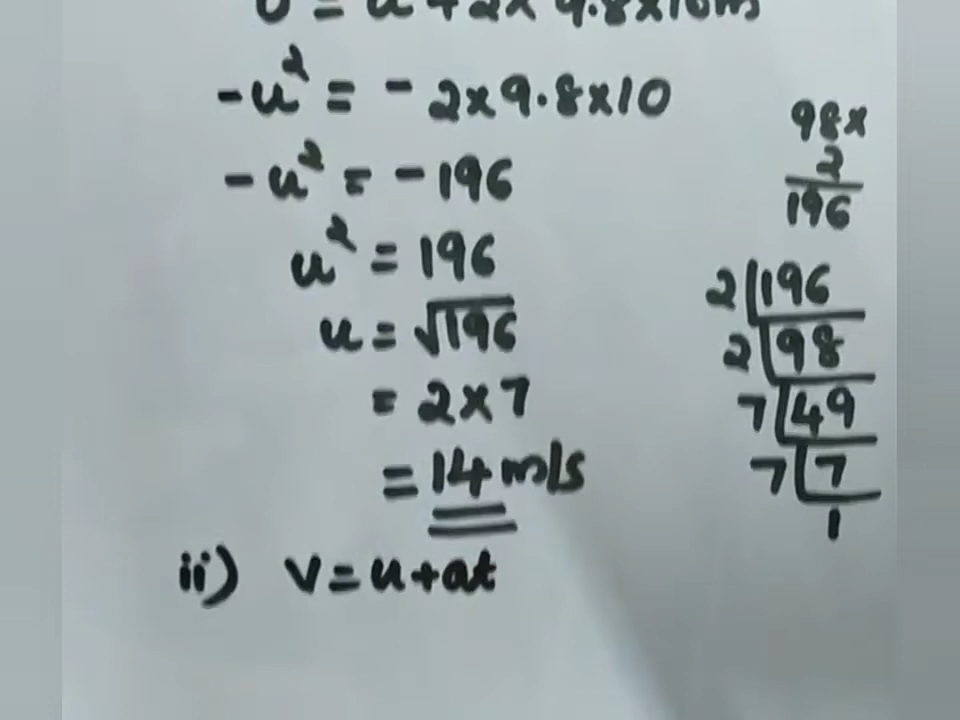 -u² = - 2×9.8×10
-u² = - 196
u² = 196
u = √196
= 2×7
= 14 m/s
ii) v = u+at
98×
2
196
2 196
2 98
7 49
7 7
1